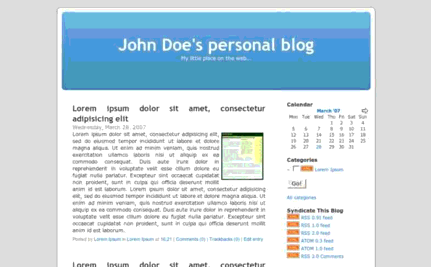 John Doe's personal blog
My little place on the web...
Lorem ipsum dolor sit amet, consectetur
adipisicing elit
Wednesday, March 28, 2007
Lorem ipsum dolor sit amet, consectetur adipisicing elit,
sed do eiusmod tempor incididunt ut labore et dolore
magna aliqua. Ut enim ad minim veniam, quis nostrud
exercitation ullamco laboris nisi ut aliquip ex ea
commodo consequat. Duis aute irure dolor in
reprehenderit in voluptate velit esse cillum dolore eu
fugiat nulla pariatur. Excepteur sint occaecat cupidatat
non proident, sunt in culpa qui officia deserunt mollit
anim id est laborum. Lorem ipsum dolor sit amet, consectetur adipisicing
elit, sed do eiusmod tempor incididunt ut labore et dolore magna aliqua. Ut
enim ad minim veniam, quis nostrud exercitation ullamco laboris nisi ut
aliquip ex ea commodo consequat. Duis aute irure dolor in reprehenderit in
voluptate velit esse cillum dolore eu fugiat nulla pariatur. Excepteur sint
occaecat cupidatat non proident, sunt in culpa qui officia deserunt mollit
anim id est laborum.
Posted by Lorem Ipsum in Lorem Ipsum at | Comments (0) | Trackbacks (0) | Edit entry
Lorem ipsum dolor sit amet, consectetur
Calendar
March '07
Mon Tue Wed Thu Fri Sat Sun
1 2 3 4
5 6 7 8 9 10 11
12 13 14 15 16 17 18
19 20 21 22 23 24 25
26 27 28 29 30 31
Categories
Lorem Ipsum
Go!
All categories
Syndicate This Blog
RSS 0.91 feed
RSS 1.0 feed
RSS 2.0 feed
ATOM 0.3 feed
ATOM 1.0 feed
RSS 2.0 Comments